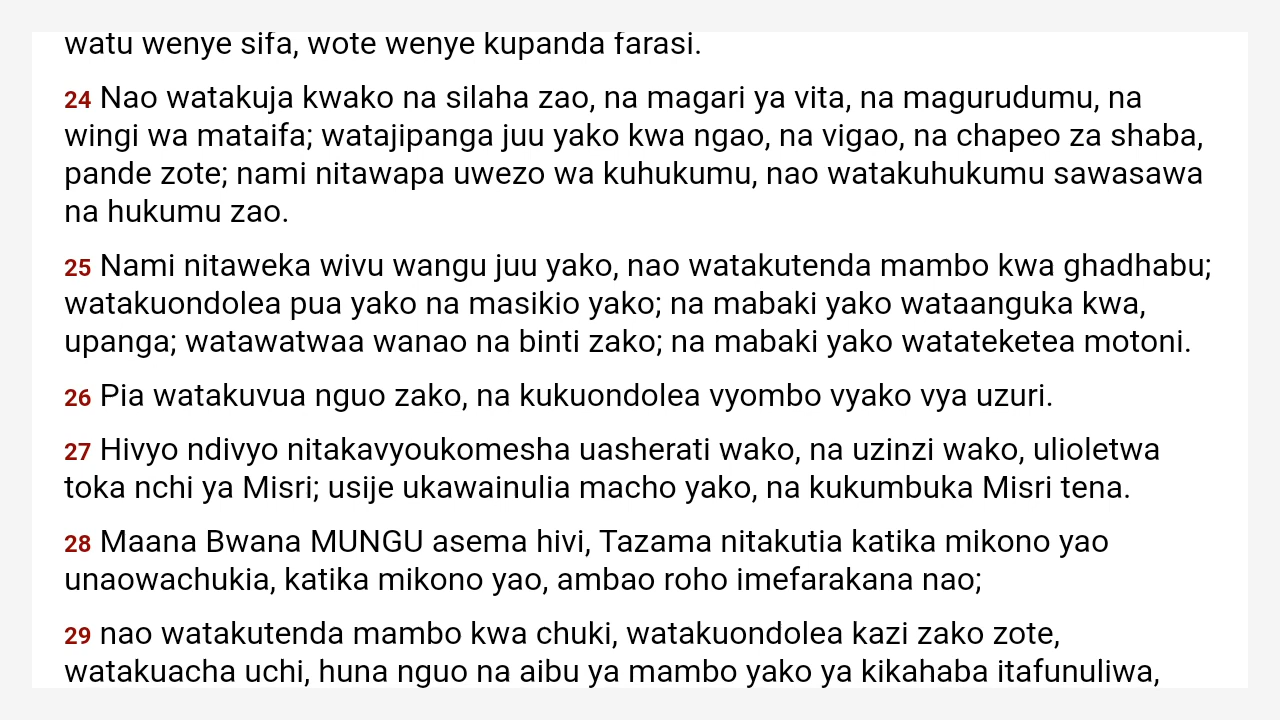 watu wenye sifa, wote wenye kupanda farasi.
24 Nao watakuja kwako na silaha zao, na magari ya vita, na magurudumu, na
wingi wa mataifa; watajipanga juu yako kwa ngao, na vigao, na chapeo za shaba,
pande zote; nami nitawapa uwezo wa kuhukumu, nao watakuhukumu sawasawa
na hukumu zao.
25 Nami nitaweka wivu wangu juu yako, nao watakutenda mambo kwa ghadhabu;
watakuondolea pua yako na masikio yako; na mabaki yako wataanguka kwa,
upanga; watawatwaa wanao na binti zako; na mabaki yako watateketea motoni.
26 Pia watakuvua nguo zako, na kukuondolea vyombo vyako vya uzuri.
27 Hivyo ndivyo nitakavyoukomesha uasherati wako, na uzinzi wako, ulioletwa
toka nchi ya Misri; usije ukawainulia macho yako, na kukumbuka Misri tena.
28 Maana Bwana MUNGU asema hivi, Tazama nitakutia katika mikono yao
unaowachukia, katika mikono yao, ambao roho imefarakana nao;
29 nao watakutenda mambo kwa chuki, watakuondolea kazi zako zote,
watakuacha uchi, huna nguo na aibu ya mambo yako ya kikahaba itafunuliwa,